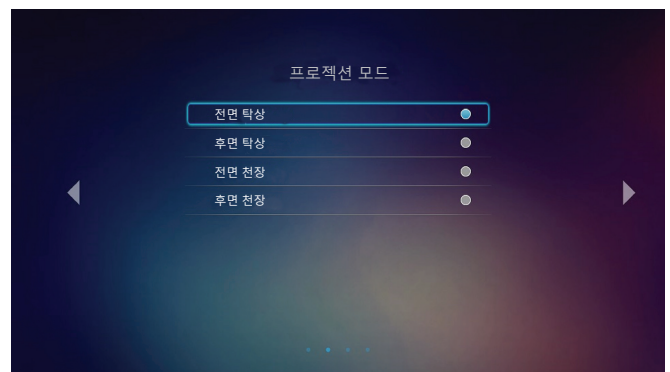 프로젝션 모드
전면 탁상
후면 탁상
전면 천장
후면 천장